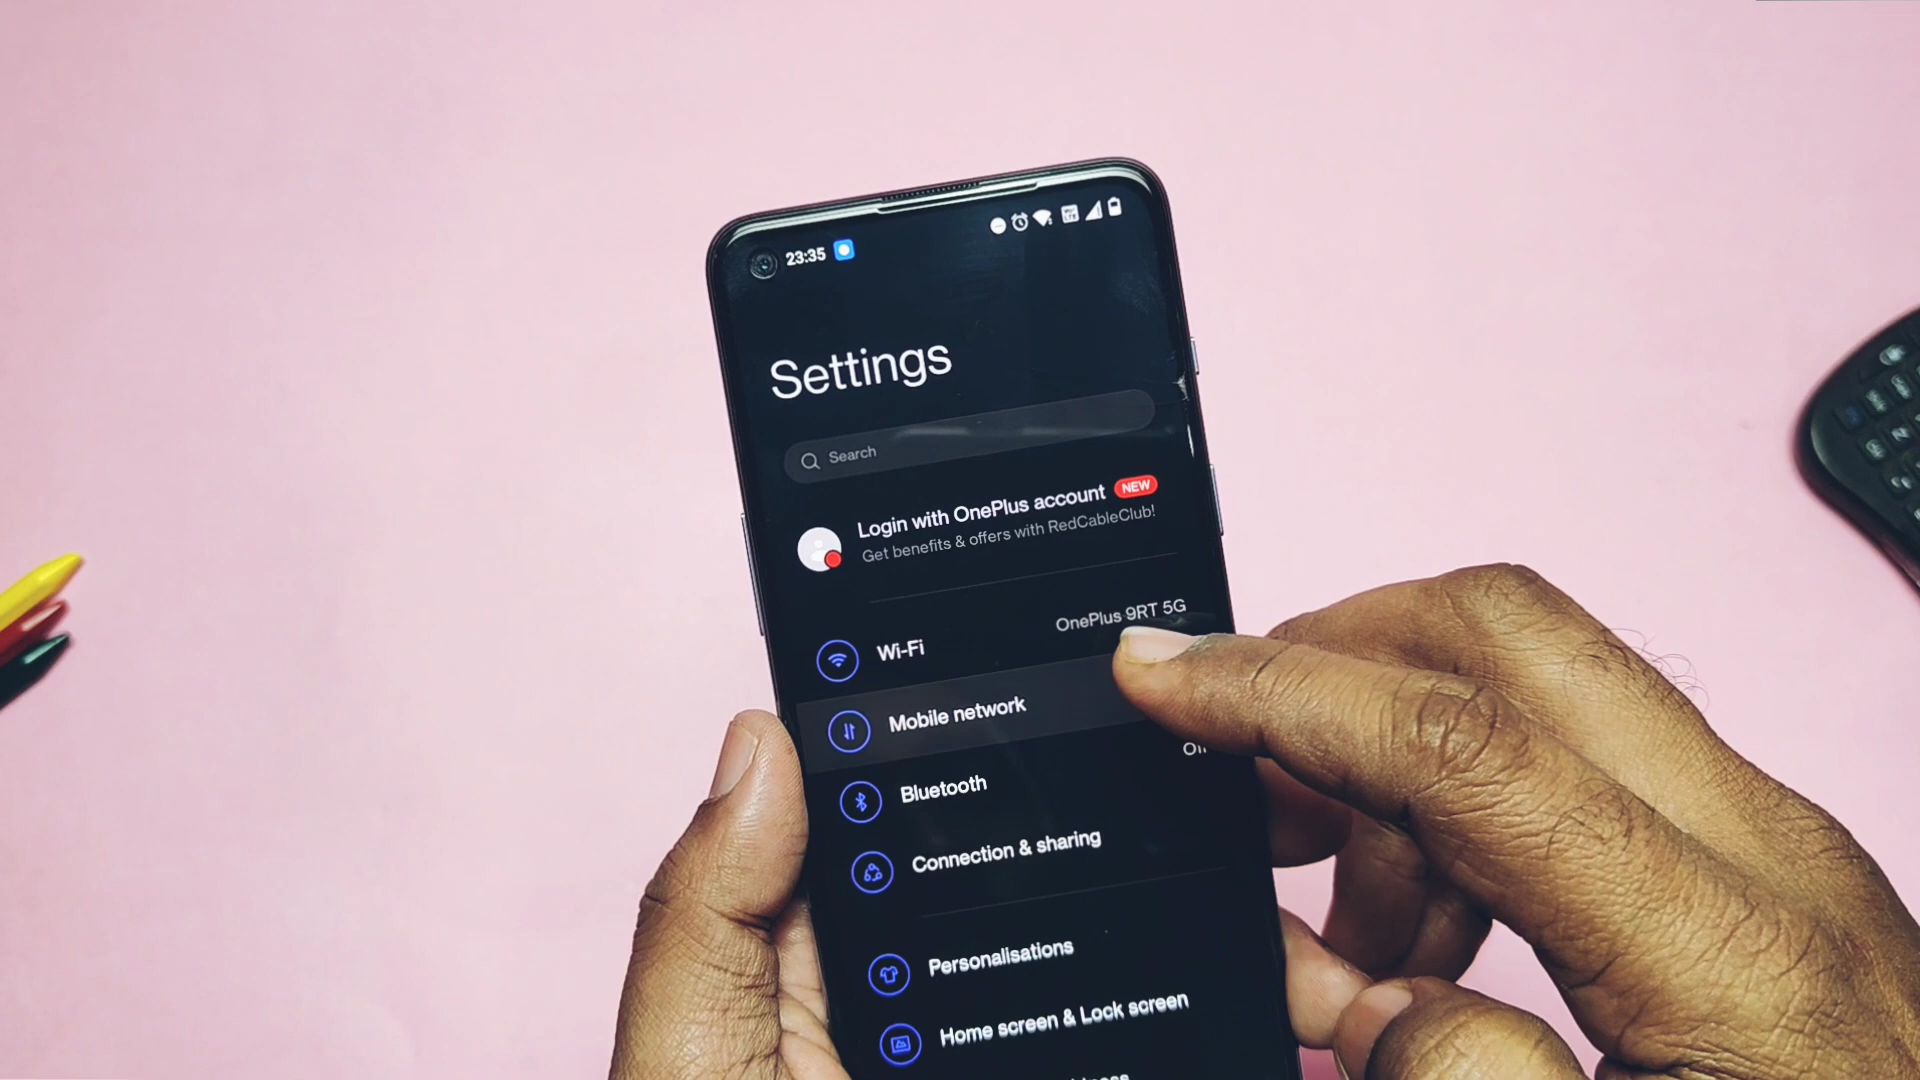 23:35
Settings
Search
Login with OnePlus account NEW
Get benefits & offers with RedCableClub!
Wi-Fi OnePlus 9RT 5G
Mobile network
Bluetooth
Connection & sharing
Personalisations
Home screen & Lock screen